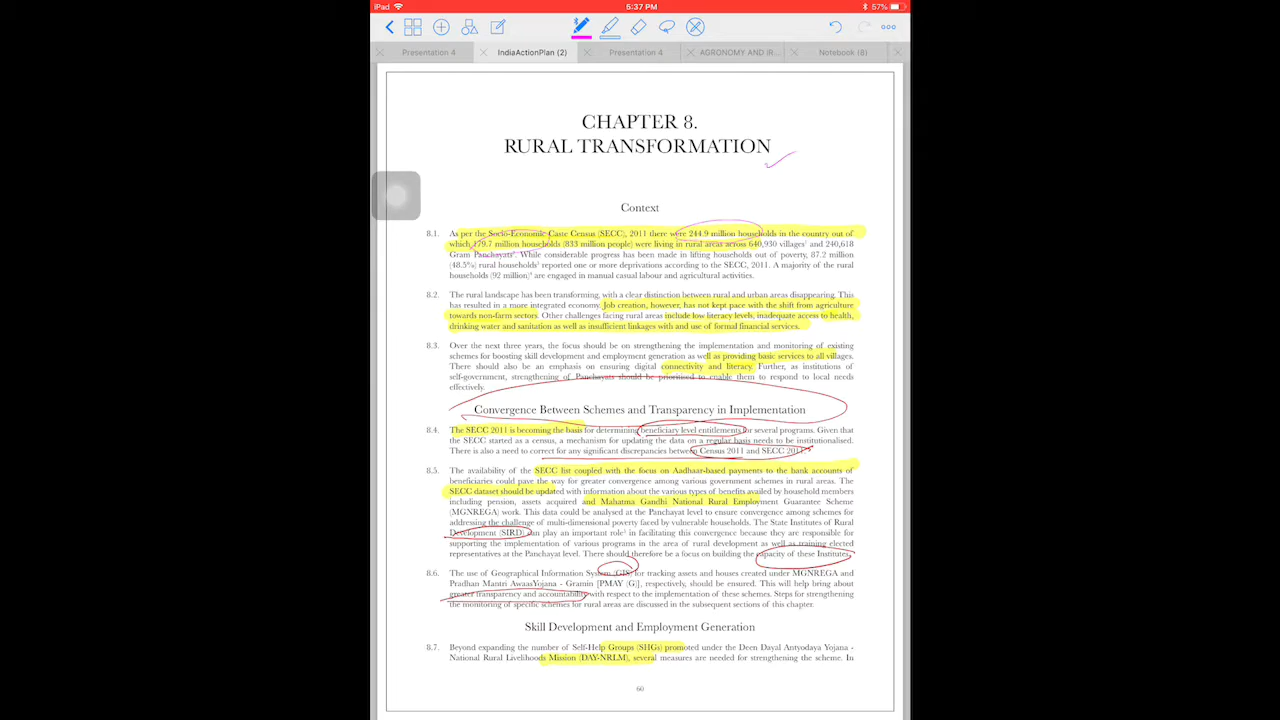 iPad
5:37 PM
57%
Presentation 4
IndiaActionPlan (2)
Presentation 4
AGRONOMY AND IR...
Notebook (8)
CHAPTER 8.
RURAL TRANSFORMATION
Context
8.1. As per the Socio-Economic Caste Census (SECC), 2011 there were 244.9 million households in the country out of
which 179.7 million households (833 million people) were living in rural areas across 640,930 villages¹ and 240,618
Gram Panchayats². While considerable progress has been made in lifting households out of poverty, 87.2 million
(48.5%) rural households³ reported one or more deprivations according to the SECC, 2011. A majority of the rural
households (92 million)⁴ are engaged in manual casual labour and agricultural activities.
8.2. The rural landscape has been transforming, with a clear distinction between rural and urban areas disappearing. This
has resulted in a more integrated economy. Job creation, however, has not kept pace with the shift from agriculture
towards non-farm sectors. Other challenges facing rural areas include low literacy levels, inadequate access to health,
drinking water and sanitation as well as insufficient linkages with and use of formal financial services.
8.3. Over the next three years, the focus should be on strengthening the implementation and monitoring of existing
schemes for boosting skill development and employment generation as well as providing basic services to all villages.
There should also be an emphasis on ensuring digital connectivity and literacy. Further, as institutions of
self-government, strengthening of Panchayats should be prioritised to enable them to respond to local needs
effectively.
Convergence Between Schemes and Transparency in Implementation
8.4. The SECC 2011 is becoming the basis for determining beneficiary level entitlements for several programs. Given that
the SECC started as a census, a mechanism for updating the data on a regular basis needs to be institutionalised.
There is also a need to correct for any significant discrepancies between Census 2011 and SECC 2011.
8.5. The availability of the SECC list coupled with the focus on Aadhaar-based payments to the bank accounts of
beneficiaries could pave the way for greater convergence among various government schemes in rural areas. The
SECC dataset should be updated with information about the various types of benefits availed by household members
including pension, assets acquired and Mahatma Gandhi National Rural Employment Guarantee Scheme
(MGNREGA) work. This data could be analysed at the Panchayat level to ensure convergence among schemes for
addressing the challenge of multi-dimensional poverty faced by vulnerable households. The State Institutes of Rural
Development (SIRD) can play an important role⁵ in facilitating this convergence because they are responsible for
supporting the implementation of various programs in the area of rural development as well as training elected
representatives at the Panchayat level. There should therefore be a focus on building the capacity of these Institutes.
8.6. The use of Geographical Information System (GIS) for tracking assets and houses created under MGNREGA and
Pradhan Mantri AwaasYojana - Gramin [PMAY (G)], respectively, should be ensured. This will help bring about
greater transparency and accountability with respect to the implementation of these schemes. Steps for strengthening
the monitoring of specific schemes for rural areas are discussed in the subsequent sections of this chapter.
Skill Development and Employment Generation
8.7. Beyond expanding the number of Self-Help Groups (SHGs) promoted under the Deen Dayal Antyodaya Yojana -
National Rural Livelihoods Mission (DAY-NRLM), several measures are needed for strengthening the scheme. In
60